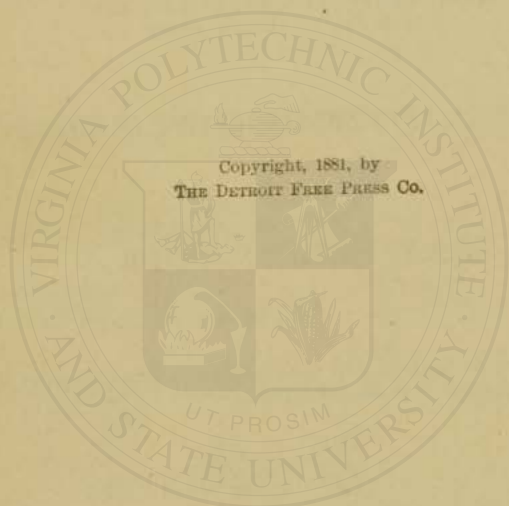 Copyright, 1881, by
THE DETROIT FREE PRESS Co.
VIRGINIA POLYTECHNIC INSTITUTE
AND STATE UNIVERSITY
UT PROSIM